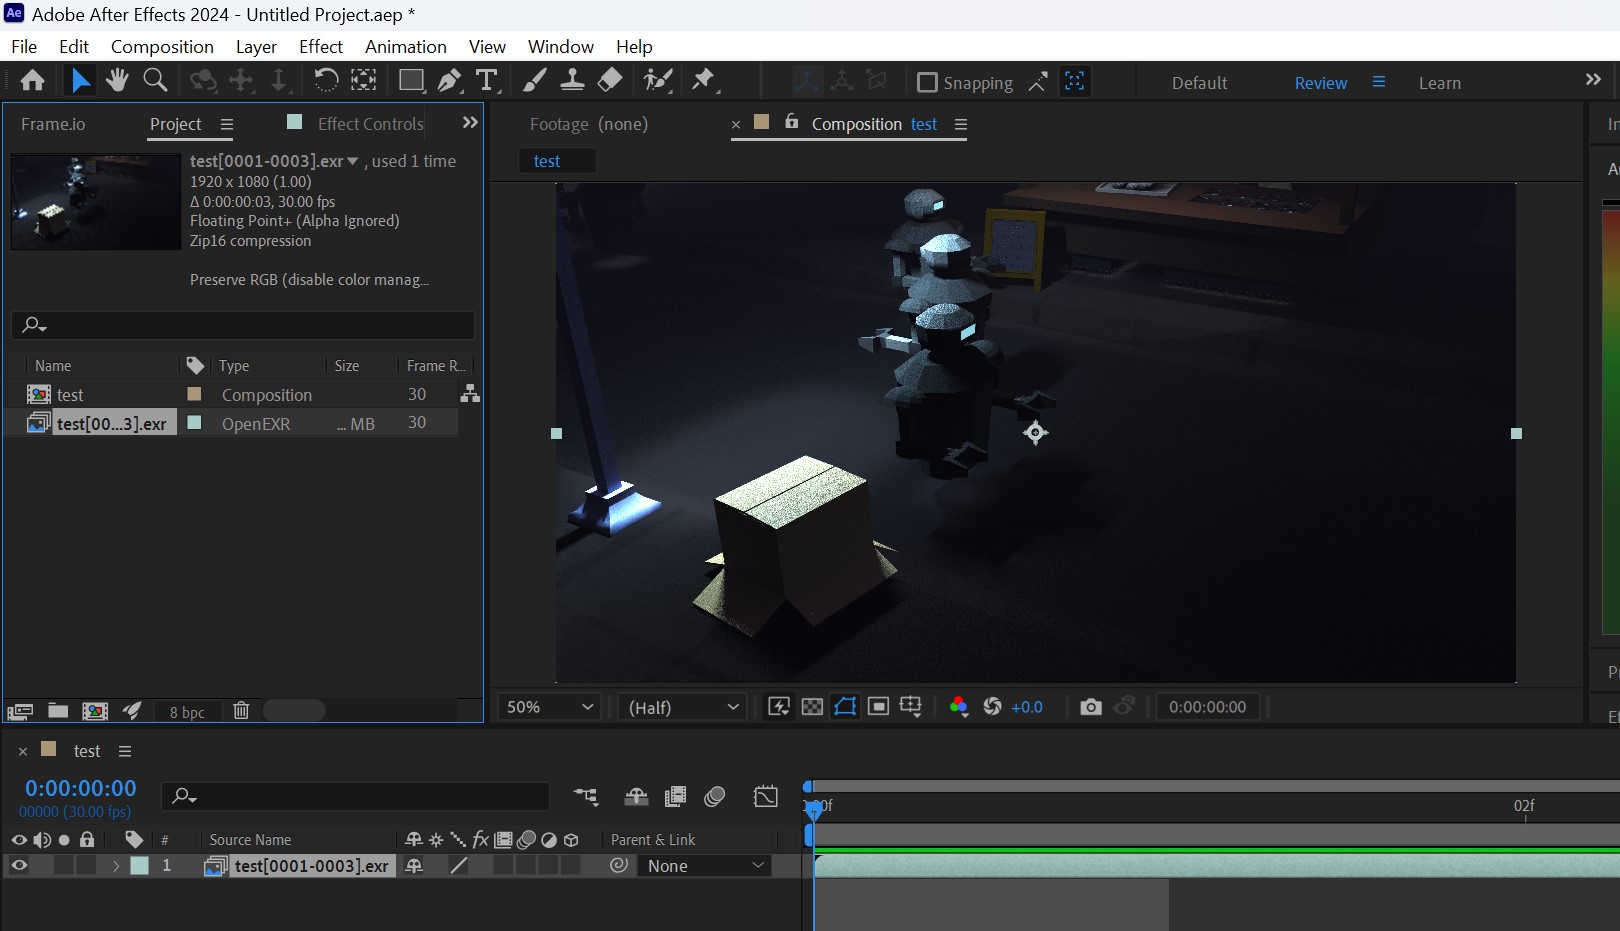 Ae Adobe After Effects 2024 - Untitled Project.aep *
File Edit Composition Layer Effect Animation View Window Help
Snapping Default Review Learn
Frame.io Project Effect Controls
Footage (none) Composition test
test
test[0001-0003].exr , used 1 time
1920 x 1080 (1.00)
Δ 0:00:00:03, 30.00 fps
Floating Point+ (Alpha Ignored)
Zip16 compression
Preserve RGB (disable color manag...
Name Type Size Frame R...
test Composition 30
test[00...3].exr OpenEXR ... MB 30
8 bpc
50% (Half) +0.0 0:00:00:00
test
0:00:00:00
00000 (30.00 fps)
02f
# Source Name fx Parent & Link
1 test[0001-0003].exr None